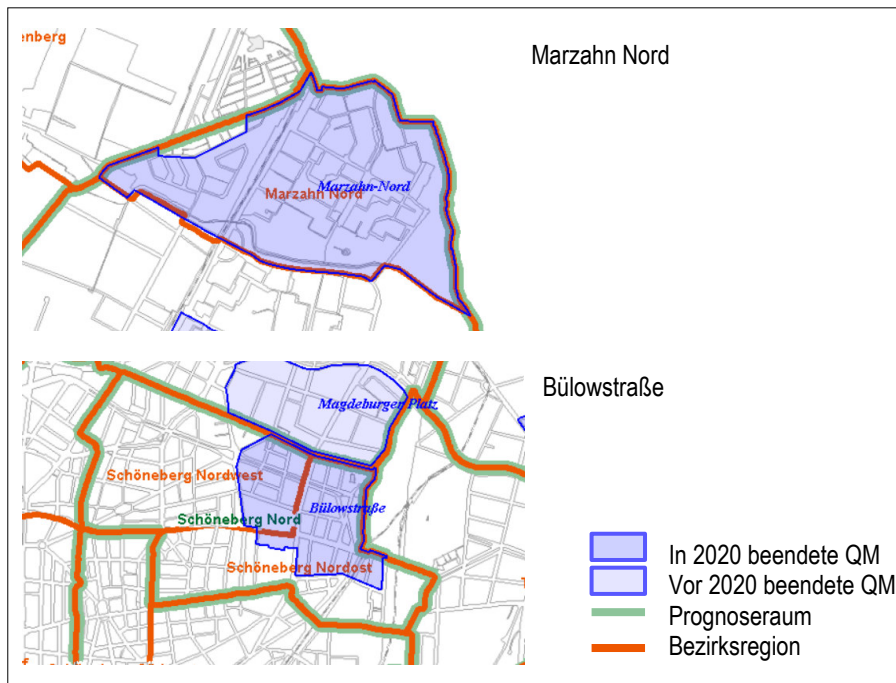 enberg
Marzahn Nord
Marzahn-Nord
Marzahn Nord
Bülowstraße
Magdeburger Platz
Schöneberg Nordwest
Bülowstraße
Schöneberg Nord
Schöneberg Nordost
In 2020 beendete QM
Vor 2020 beendete QM
Prognoseraum
Bezirksregion